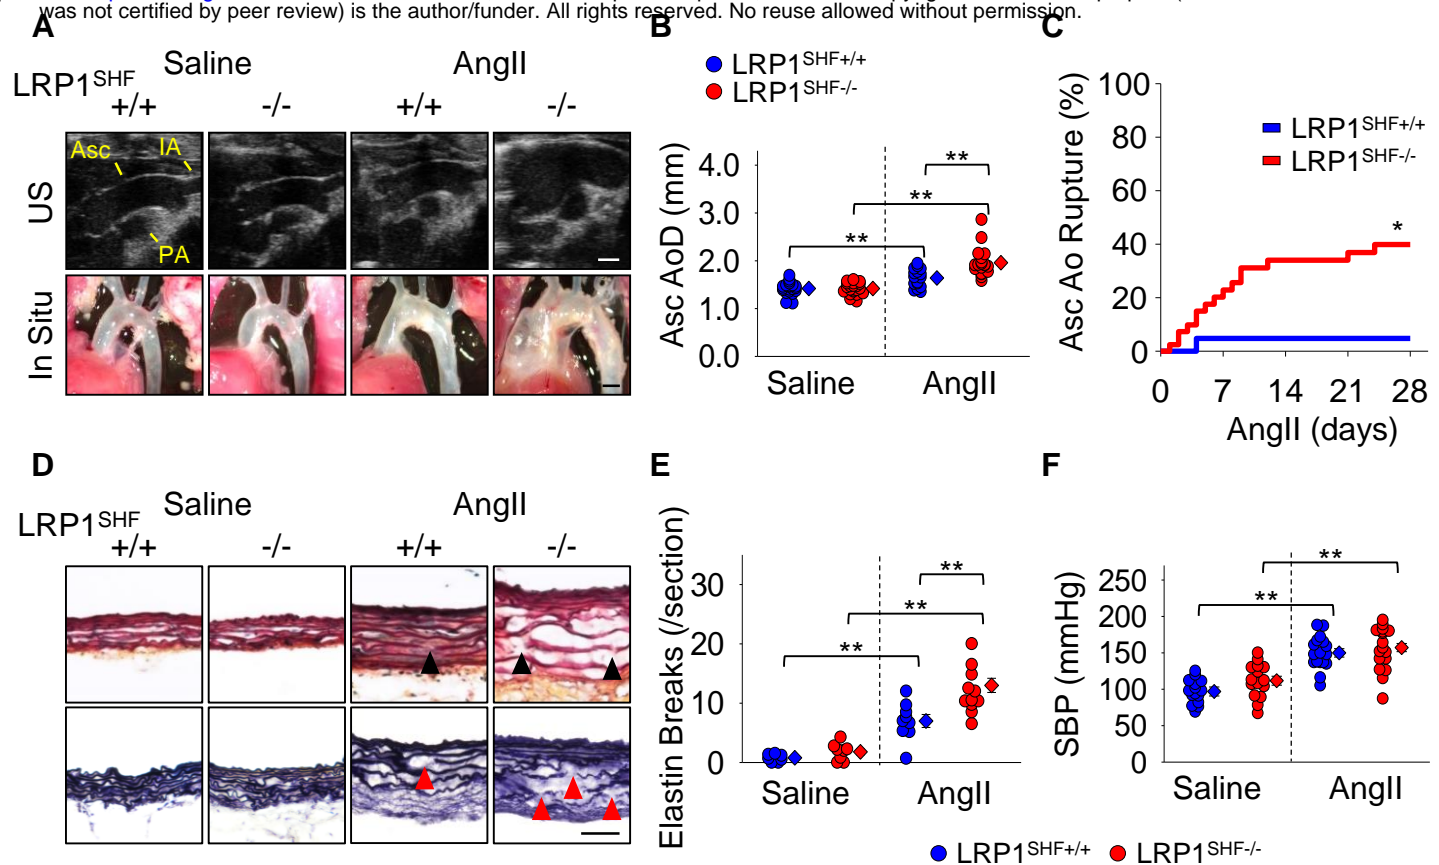 was not certified by peer review) is the author/funder. All rights reserved. No reuse allowed without permission.
A
LRP1SHF
Saline
AngII
+/+
-/-
+/+
-/-
US
Asc
IA
PA
In Situ
B
LRP1SHF+/+
LRP1SHF-/-
Asc AoD (mm)
4.0
3.0
2.0
1.0
0.0
**
**
**
Saline
AngII
C
Asc Ao Rupture (%)
100
80
60
40
20
0
LRP1SHF+/+
LRP1SHF-/-
*
0 7 14 21 28
AngII (days)
D
LRP1SHF
Saline
AngII
+/+
-/-
+/+
-/-
E
Elastin Breaks (/section)
30
20
10
0
**
**
**
Saline
AngII
F
SBP (mmHg)
250
200
150
100
50
0
**
**
Saline
AngII
LRP1SHF+/+
LRP1SHF-/-